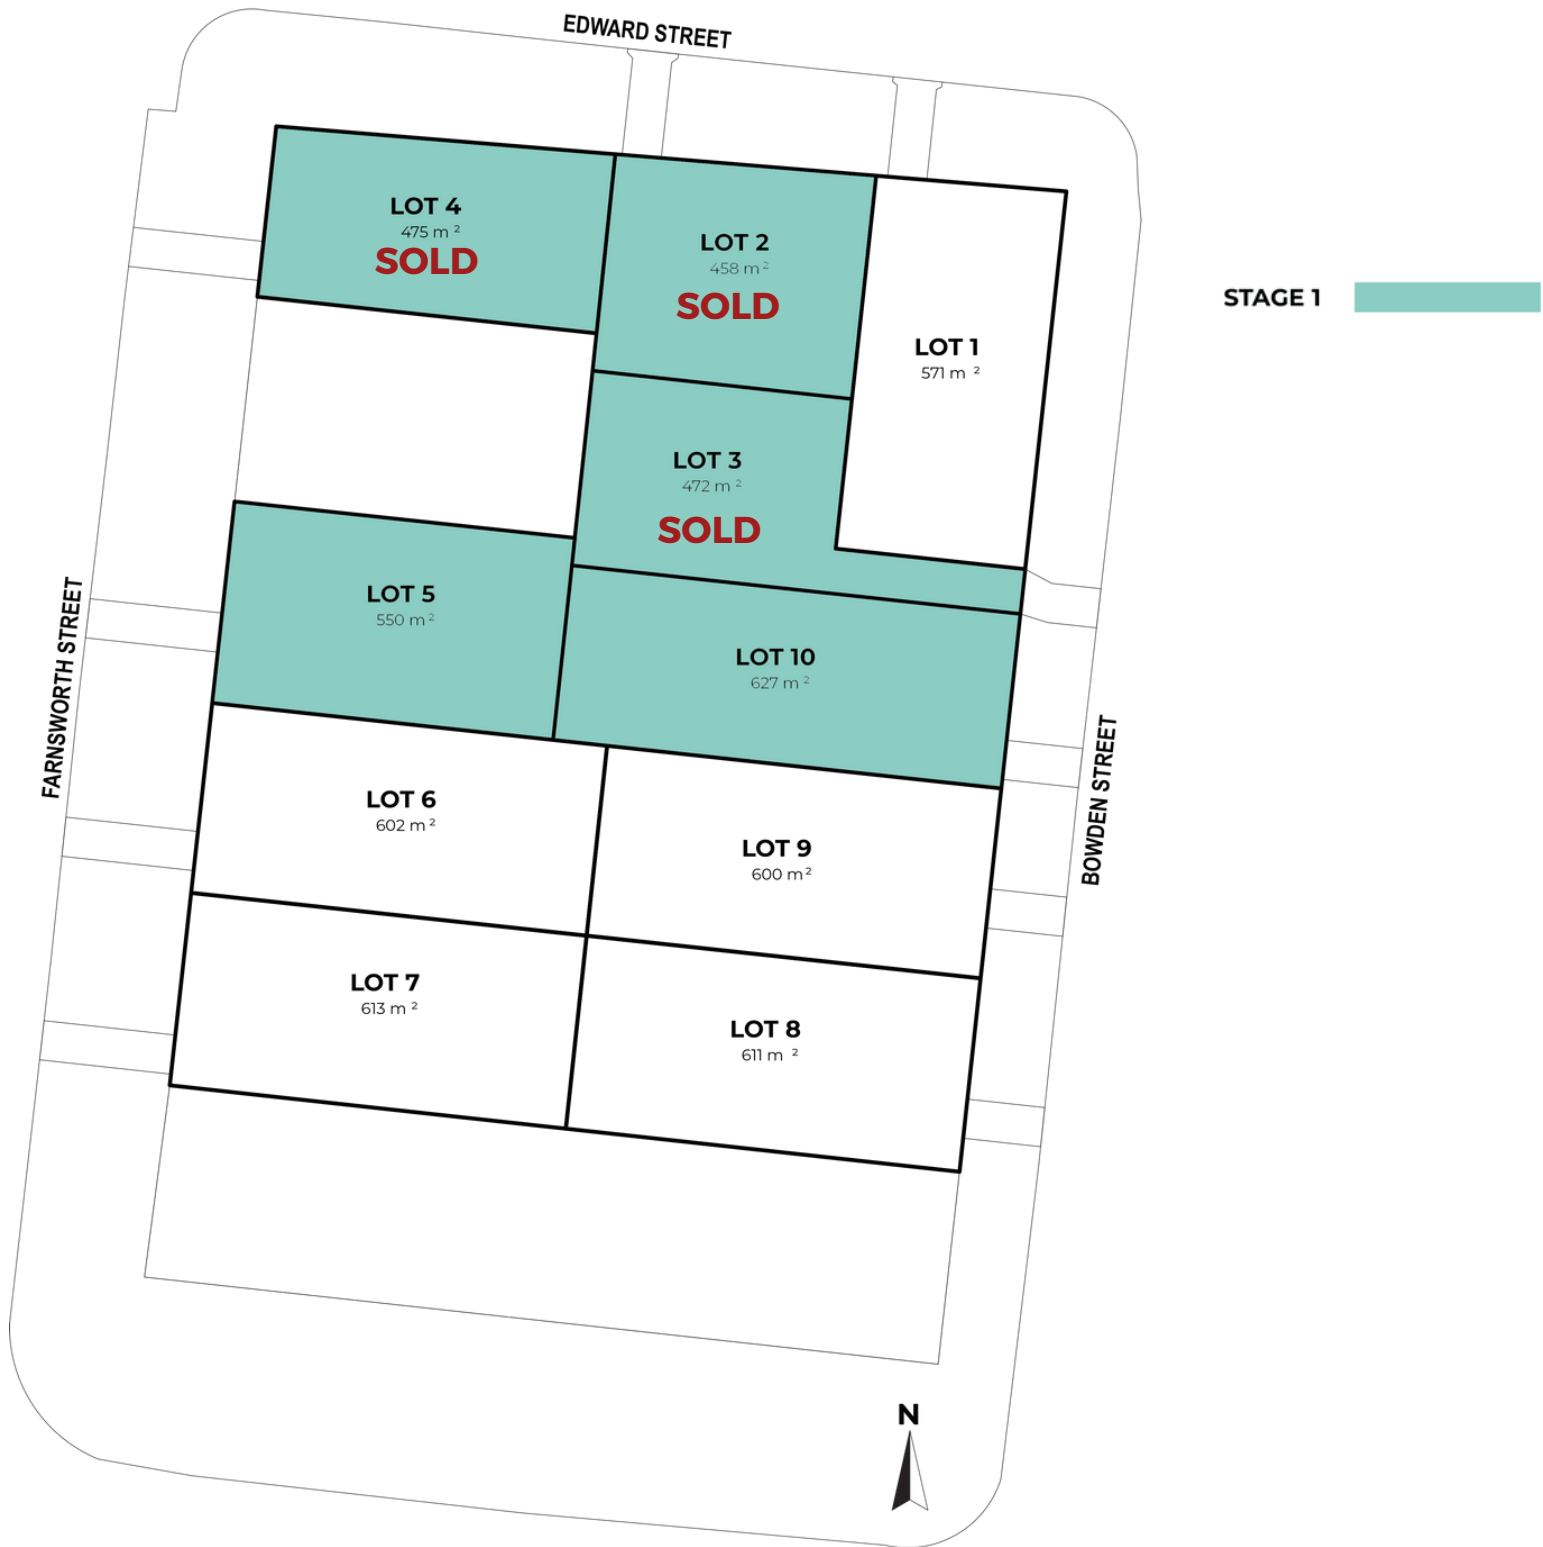 EDWARD STREET
LOT 4
475 m ²
SOLD
LOT 2
458 m ²
SOLD
LOT 1
571 m ²
STAGE 1
LOT 3
472 m ²
SOLD
LOT 5
550 m ²
LOT 10
627 m ²
FARNSWORTH STREET
BOWDEN STREET
LOT 6
602 m ²
LOT 9
600 m ²
LOT 7
613 m ²
LOT 8
611 m ²
N